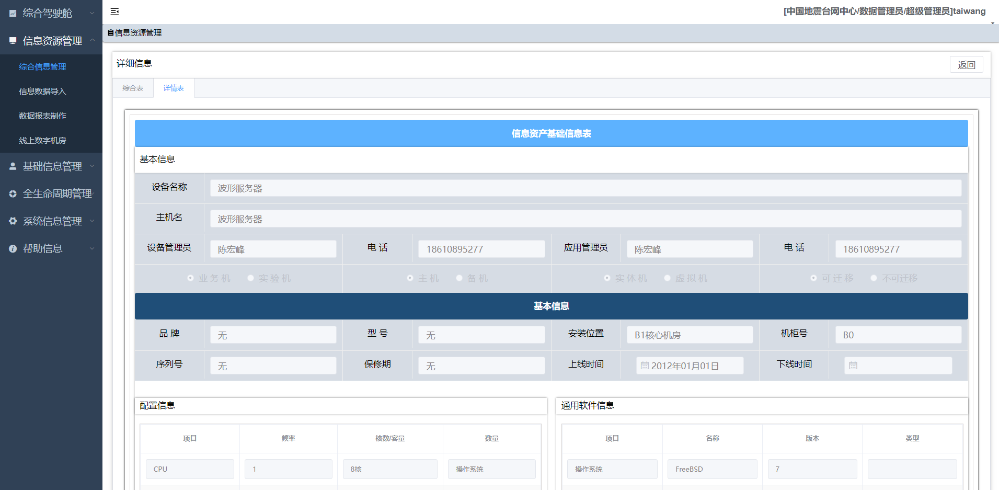 综合驾驶舱
信息资源管理
综合信息管理
信息数据导入
数据报表制作
线上数字机房
基础信息管理
全生命周期管理
系统信息管理
帮助信息
[中国地震台网中心/数据管理员/超级管理员]taiwang
信息资源管理
详细信息
返回
综合表 详情表
信息资产基础信息表
基本信息
设备名称 波形服务器
主机名 波形服务器
设备管理员 陈宏峰 电 话 18610895277 应用管理员 陈宏峰 电 话 18610895277
业 务 机 实 验 机 主 机 备 机 实 体 机 虚 拟 机 可 迁 移 不可迁移
基本信息
品 牌 无 型 号 无 安装位置 B1核心机房 机柜号 B0
序列号 无 保修期 无 上线时间 2012年01月01日 下线时间
配置信息
项目 频率 核数/容量 数量
CPU 1 8核 操作系统
通用软件信息
项目 名称 版本 类型
操作系统 FreeBSD 7